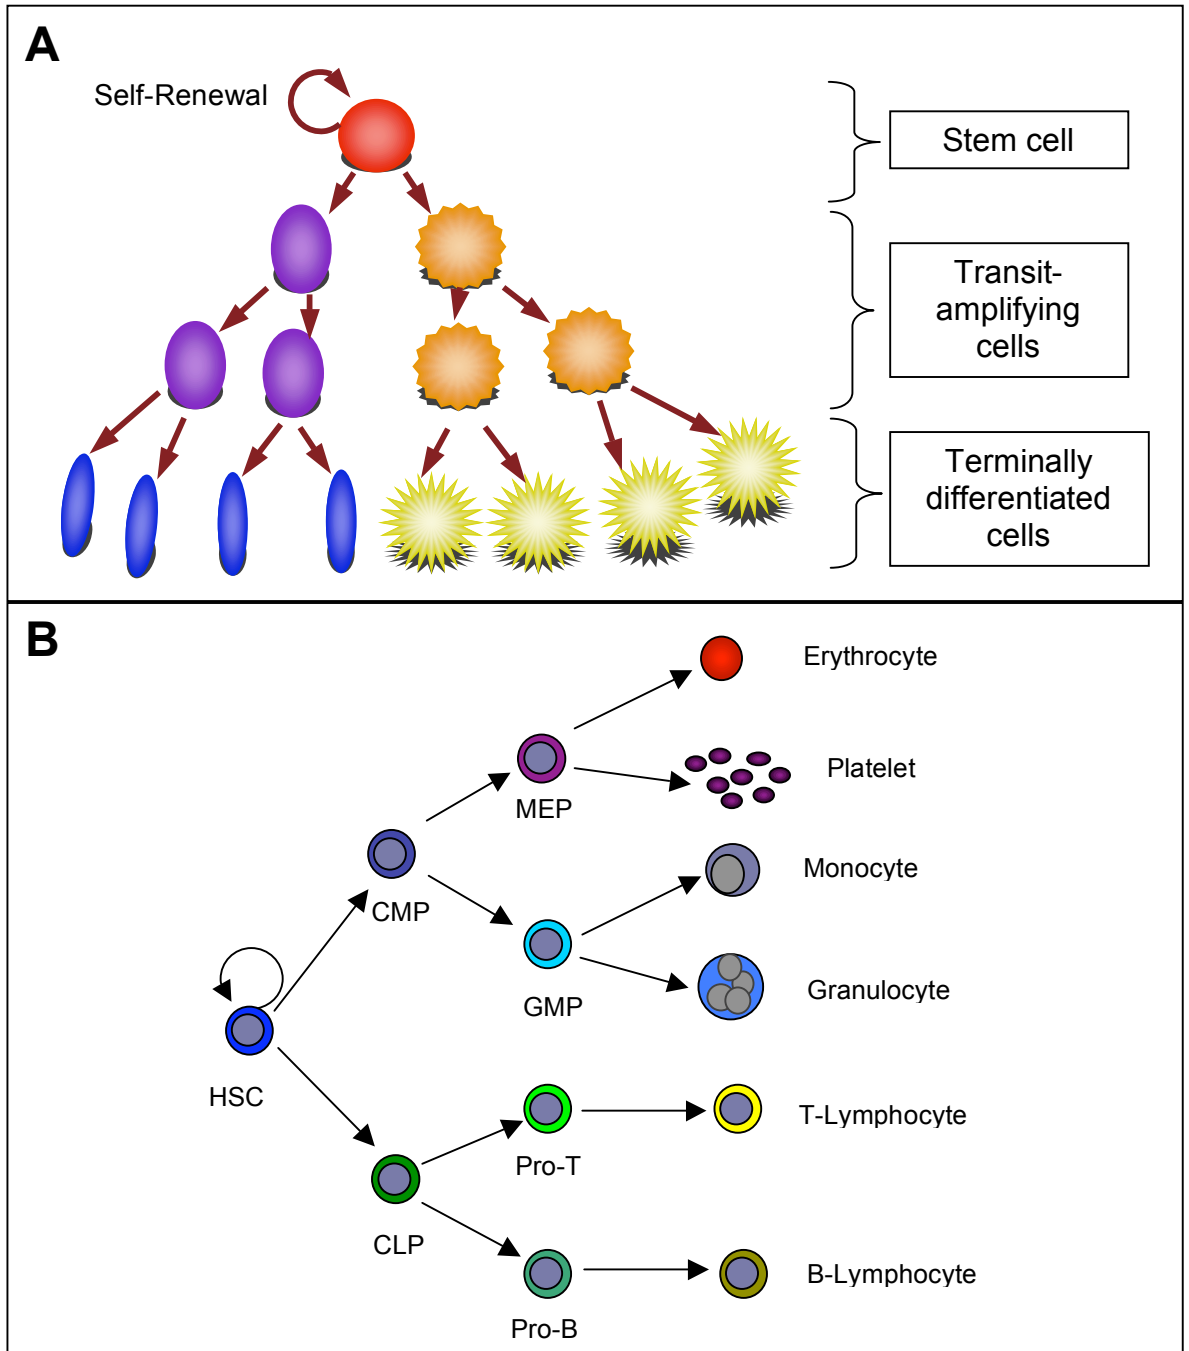 A
Self-Renewal
Stem cell
Transit-
amplifying
cells
Terminally
differentiated
cells
B
Erythrocyte
Platelet
MEP
Monocyte
CMP
Granulocyte
GMP
HSC
T-Lymphocyte
Pro-T
CLP
B-Lymphocyte
Pro-B